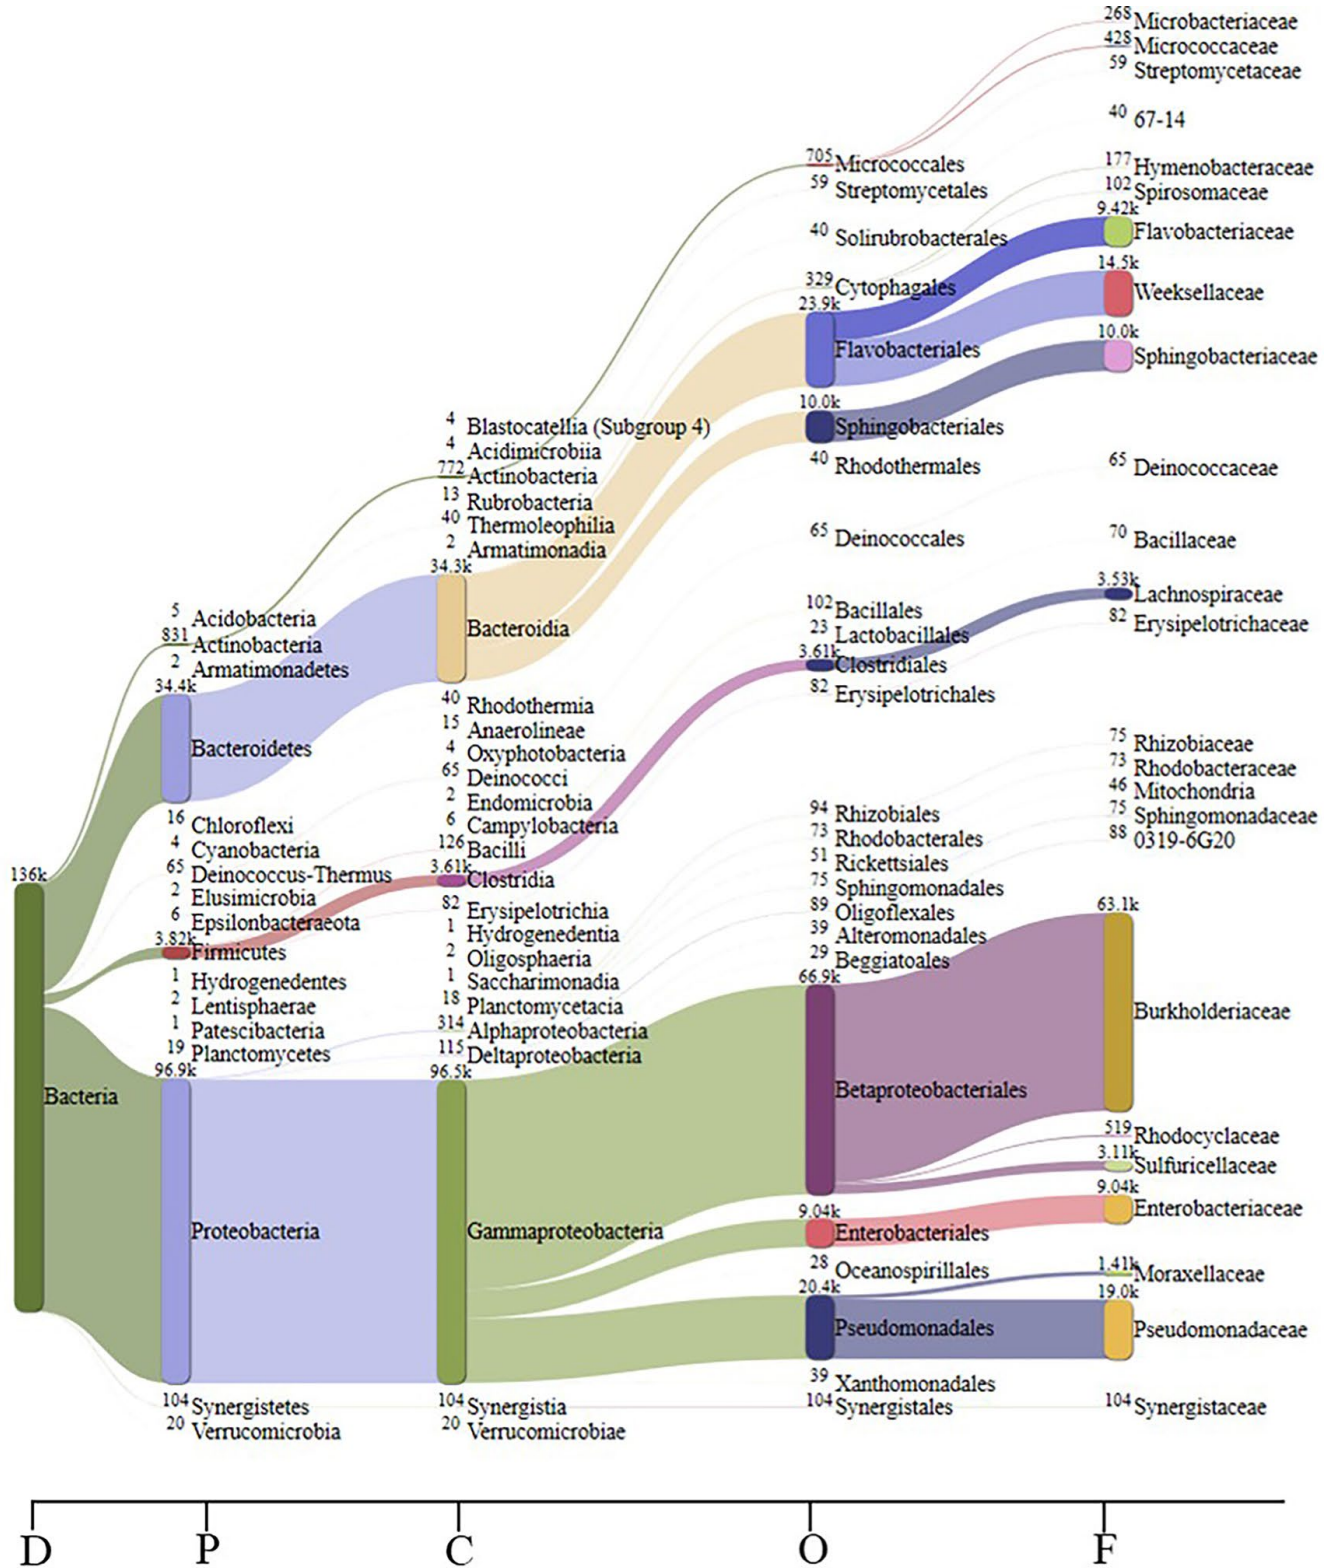 268 Microbacteriaceae
428 Micrococcaceae
59 Streptomycetaceae
40 67-14
705 Micrococcales
177 Hymenobacteraceae
59 Streptomycetales
102 Spirosomaceae
9.42k Flavobacteriaceae
40 Solirubrobacterales
14.5k Weeksellaceae
329 Cytophagales
23.9k Flavobacteriales
10.0k Sphingobacteriaceae
10.0k Sphingobacteriales
4 Blastocatellia (Subgroup 4)
4 Acidimicrobiia
40 Rhodothermales
65 Deinococcaceae
772 Actinobacteria
13 Rubrobacteria
40 Thermoleophilia
65 Deinococcales
70 Bacillaceae
2 Armatimonadia
34.3k Bacteroidia
3.53k Lachnospiraceae
5 Acidobacteria
102 Bacillales
82 Erysipelotrichaceae
831 Actinobacteria
23 Lactobacillales
2 Armatimonadetes
3.61k Clostridiales
34.4k Bacteroidetes
82 Erysipelotrichales
40 Rhodothermia
15 Anaerolineae
75 Rhizobiaceae
4 Oxyphotobacteria
73 Rhodobacteraceae
65 Deinococci
46 Mitochondria
2 Endomicrobia
94 Rhizobiales
75 Sphingomonadaceae
16 Chloroflexi
6 Campylobacteria
73 Rhodobacterales
88 0319-6G20
4 Cyanobacteria
126 Bacilli
51 Rickettsiales
65 Deinococcus-Thermus
3.61k Clostridia
75 Sphingomonadales
2 Elusimicrobia
82 Erysipelotrichia
89 Oligoflexales
6 Epsilonbacteraeota
1 Hydrogenedentia
39 Alteromonadales
3.82k Firmicutes
2 Oligosphaeria
29 Beggiatoales
1 Hydrogenedentes
1 Saccharimonadia
66.9k Betaproteobacteriales
63.1k Burkholderiaceae
2 Lentisphaerae
18 Planctomycetacia
1 Patescibacteria
314 Alphaproteobacteria
19 Planctomycetes
115 Deltaproteobacteria
136k Bacteria
96.9k Proteobacteria
96.5k Gammaproteobacteria
519 Rhodocyclaceae
3.11k Sulfuricellaceae
9.04k Enterobacteriaceae
9.04k Enterobacteriales
28 Oceanospirillales
1.41k Moraxellaceae
20.4k Pseudomonadales
19.0k Pseudomonadaceae
39 Xanthomonadales
104 Synergistetes
104 Synergistia
104 Synergistales
104 Synergistaceae
20 Verrucomicrobia
20 Verrucomicrobiae
D P C O F